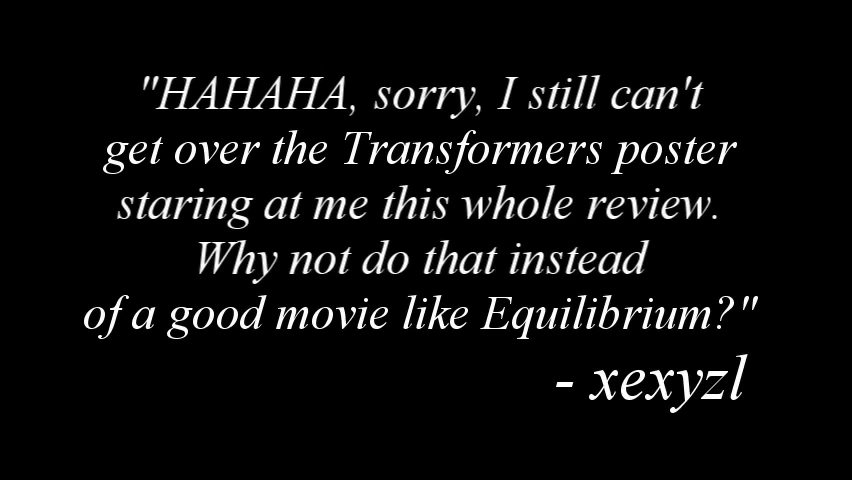 "HAHAHA, sorry, I still can't
get over the Transformers poster
staring at me this whole review.
Why not do that instead
of a good movie like Equilibrium?"
- xexyzl